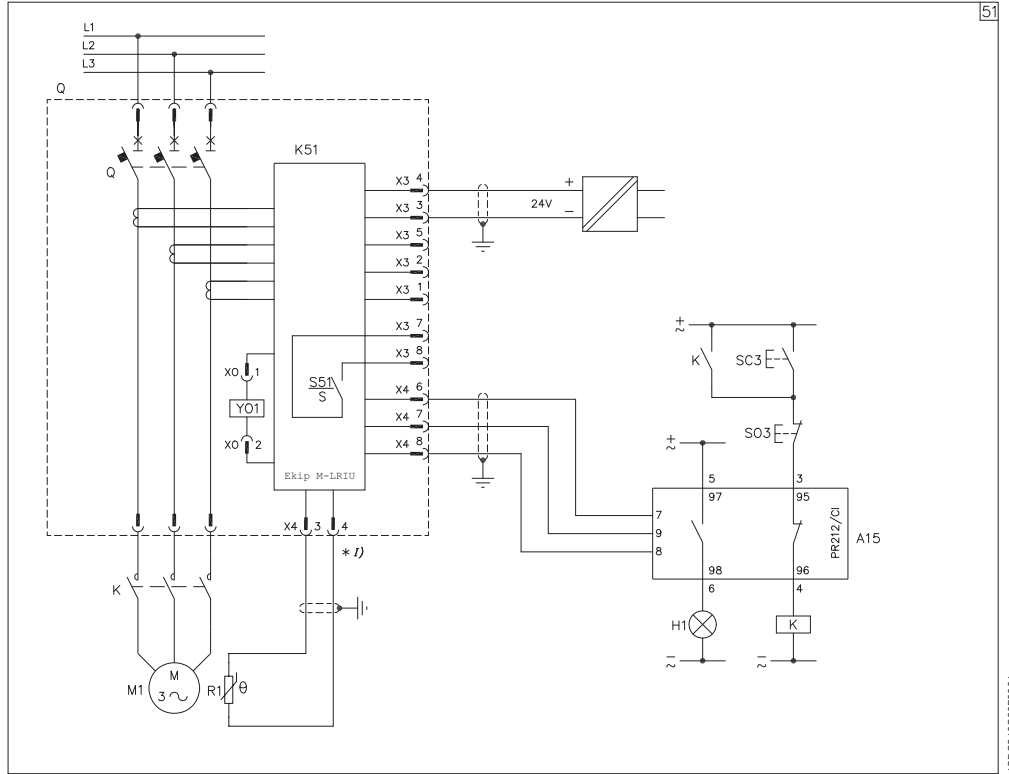 51
L1
L2
L3
Q
K51
Q
X3 4
X3 3
X3 5
X3 2
X3 1
X3 7
X3 8
X4 6
X4 7
X4 8
+
24V
−
S51
S
X0 1
Y01
X0 2
Ekip M-LRIU
X4 3 4
* I)
K
M
3
M1
R1 θ
+
~
K
SC3
SO3
+
~
5 3
97 95
7
9
8
PR212/CI
A15
98 96
6 4
H1
K
−
~
−
~